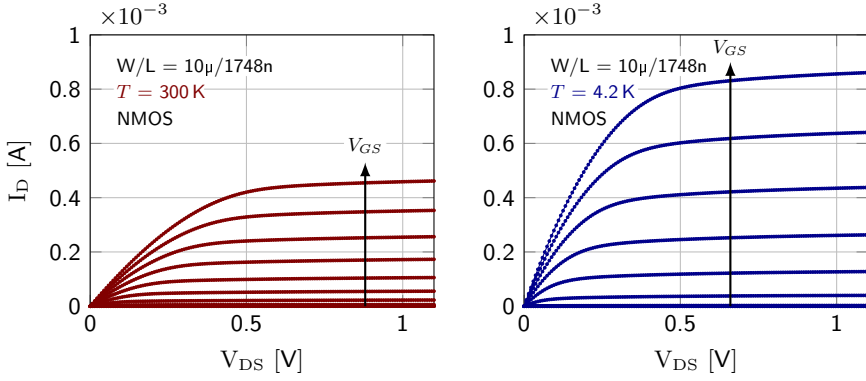 ×10⁻³
1
0.8
0.6
0.4
0.2
0
0 0.5 1
I_D [A]
V_DS [V]
W/L = 10µ/1748n
T = 300 K
NMOS
V_GS
×10⁻³
1
0.8
0.6
0.4
0.2
0
0 0.5 1
V_DS [V]
W/L = 10µ/1748n
T = 4.2 K
NMOS
V_GS